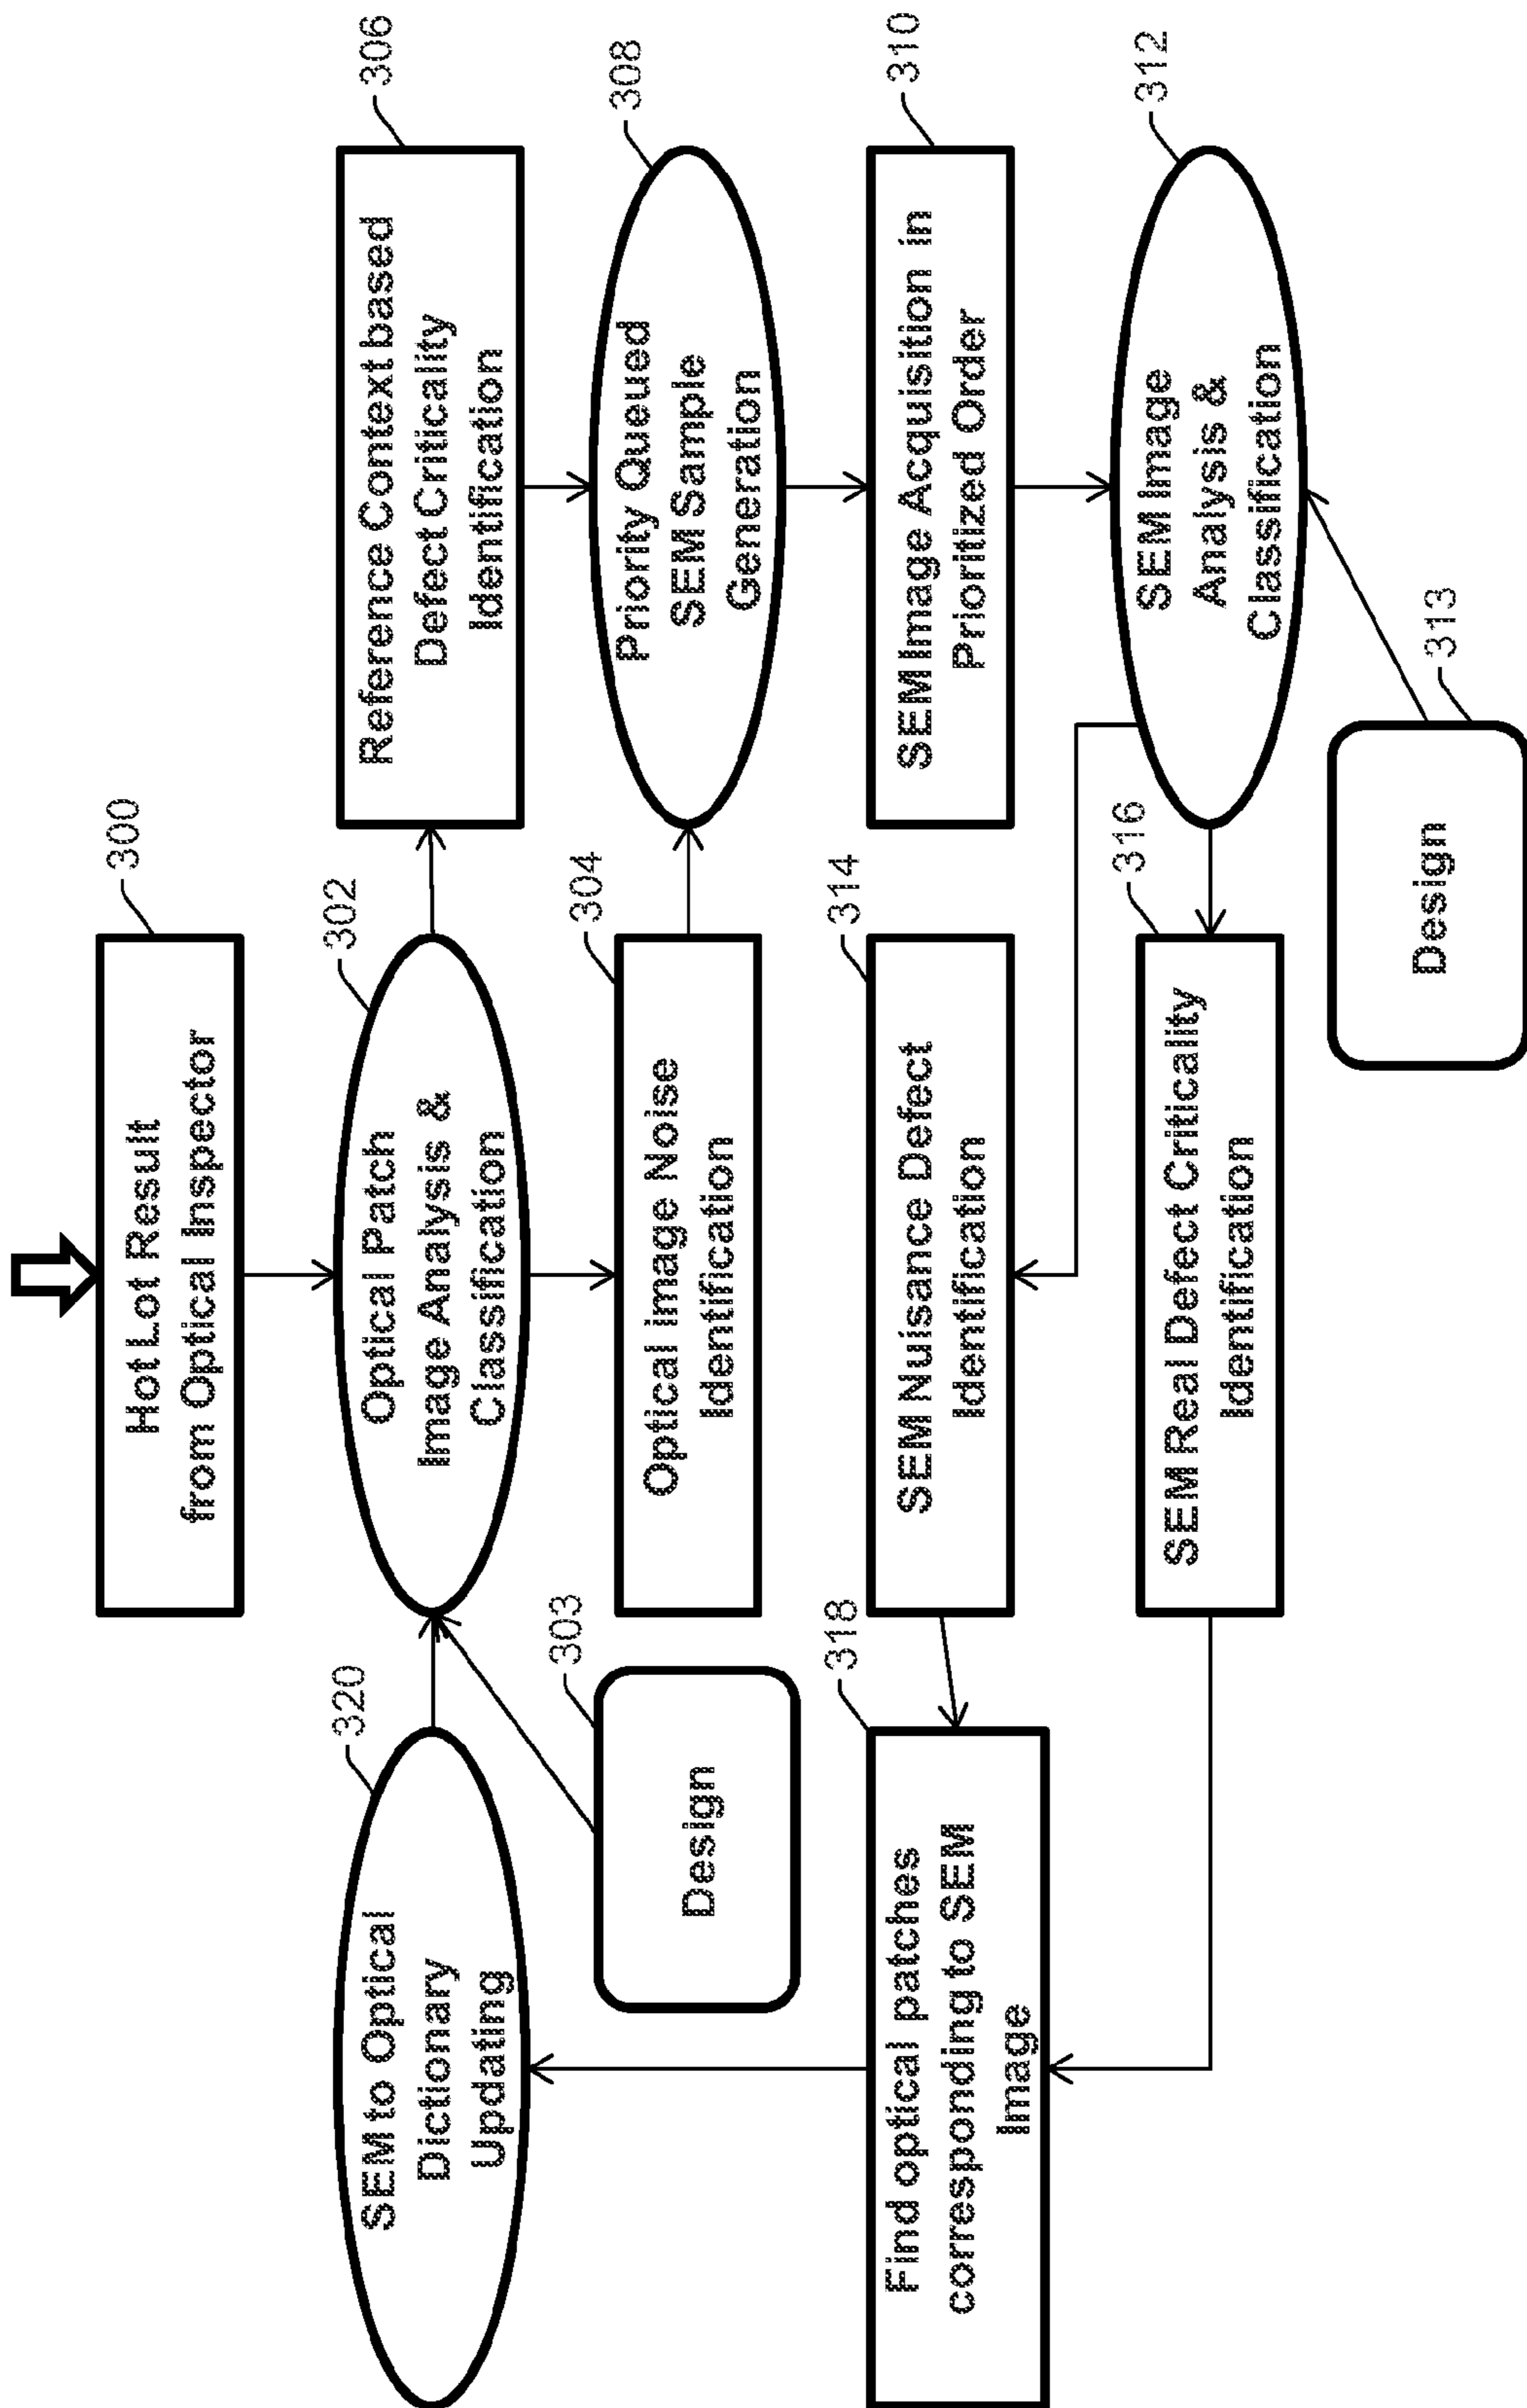 300
Hot Lot Result
from Optical Inspector
320
SEM to Optical
Dictionary
Updating
302
Optical Patch
Image Analysis &
Classification
306
Reference Context based
Defect Criticality
Identification
303
Design
304
Optical Image Noise
Identification
308
Priority Queued
SEM Sample
Generation
318
Find optical patches
corresponding to SEM
Image
314
SEM Nuisance Defect
Identification
310
SEM Image Acquisition in
Prioritized Order
316
SEM Real Defect Criticality
Identification
312
SEM Image
Analysis &
Classification
313
Design